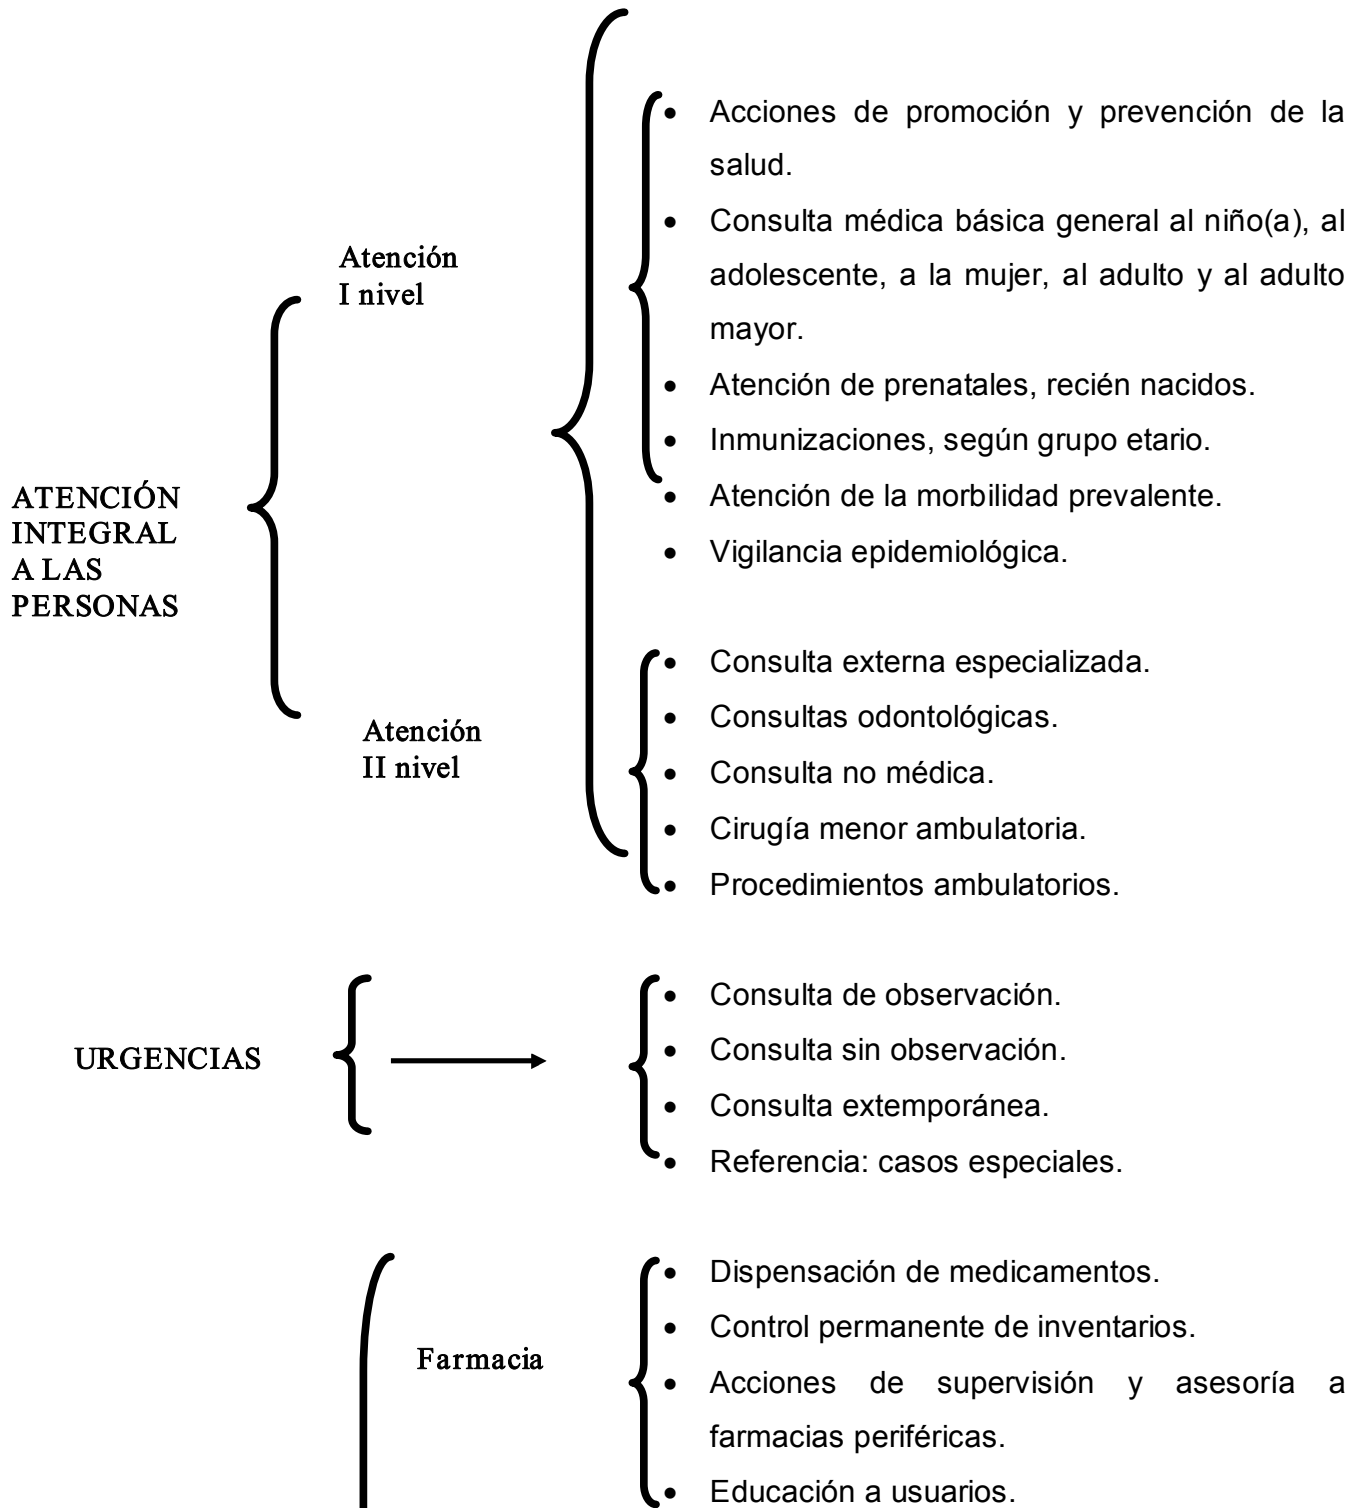 Atención
I nivel
• Acciones de promoción y prevención de la
salud.
• Consulta médica básica general al niño(a), al
adolescente, a la mujer, al adulto y al adulto
mayor.
• Atención de prenatales, recién nacidos.
• Inmunizaciones, según grupo etario.
• Atención de la morbilidad prevalente.
• Vigilancia epidemiológica.
ATENCIÓN
INTEGRAL
A LAS
PERSONAS
Atención
II nivel
• Consulta externa especializada.
• Consultas odontológicas.
• Consulta no médica.
• Cirugía menor ambulatoria.
• Procedimientos ambulatorios.
URGENCIAS
• Consulta de observación.
• Consulta sin observación.
• Consulta extemporánea.
• Referencia: casos especiales.
Farmacia
• Dispensación de medicamentos.
• Control permanente de inventarios.
• Acciones de supervisión y asesoría a
farmacias periféricas.
• Educación a usuarios.